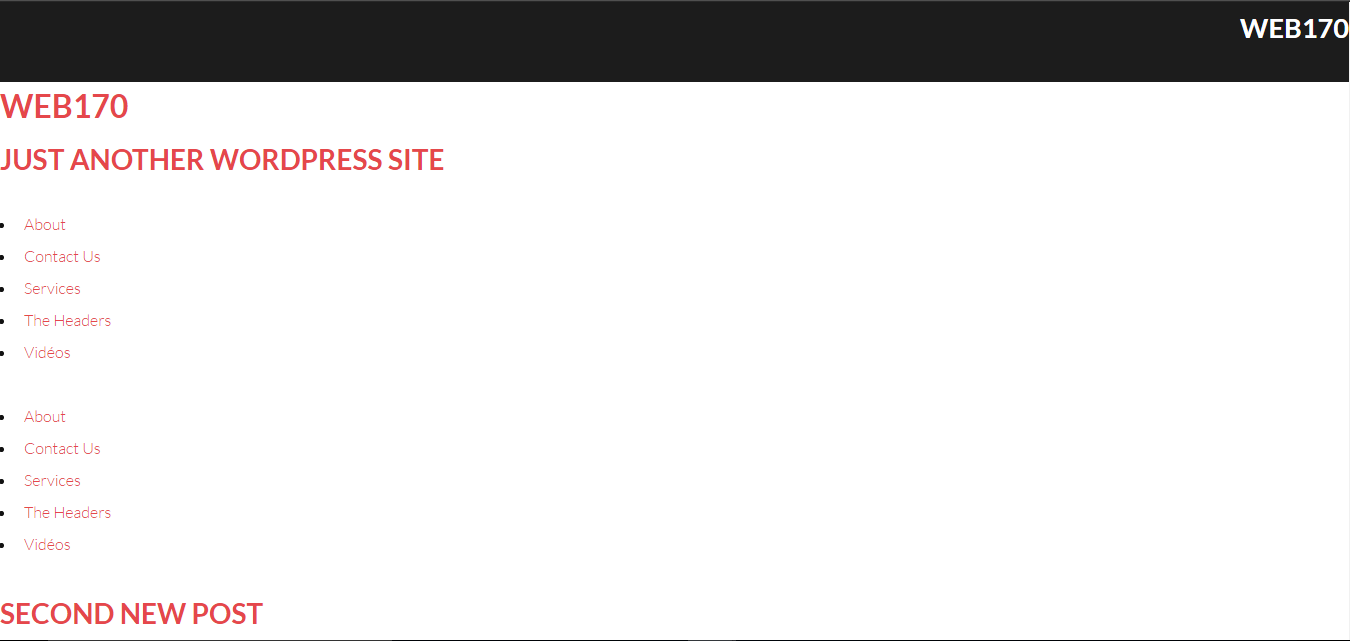 WEB170
WEB170
JUST ANOTHER WORDPRESS SITE
About
Contact Us
Services
The Headers
Vidéos
About
Contact Us
Services
The Headers
Vidéos
SECOND NEW POST